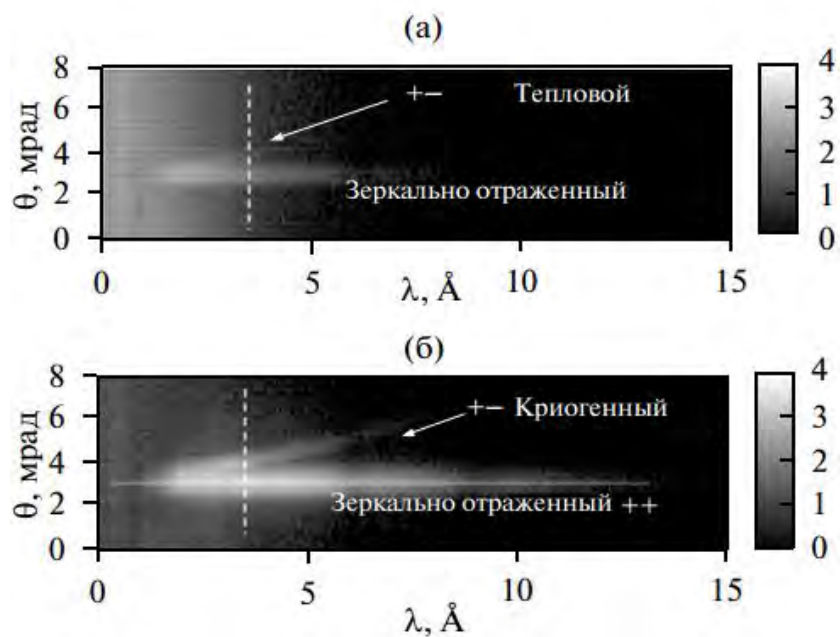 (а)
8
6
4
2
0
θ, мрад
+− Тепловой
Зеркально отраженный
0 5 10 15
λ, Å
4
3
2
1
0
(б)
8
6
4
2
0
θ, мрад
+− Криогенный
Зеркально отраженный ++
0 5 10 15
λ, Å
4
3
2
1
0